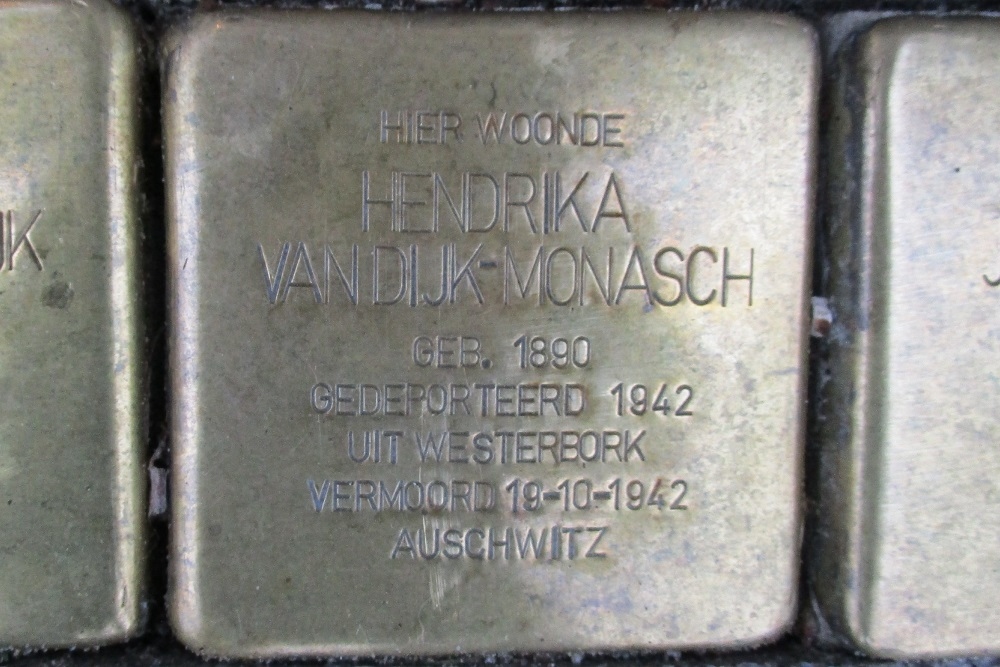 HIER WOONDE
HENDRIKA
VAN DIJK-MONASCH
GEB. 1890
GEDEPORTEERD 1942
UIT WESTERBORK
VERMOORD 19-10-1942
AUSCHWITZ